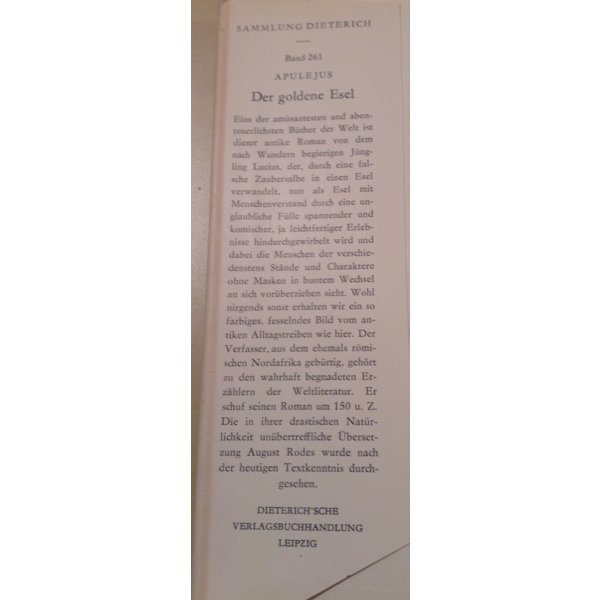 SAMMLUNG DIETERICH
Band 261
APULEJUS
Der goldene Esel
Eins der amüsantesten und aben-
teuerlichsten Bücher der Welt ist
dieser antike Roman von dem
nach Wundern begierigen Jüng-
ling Lucius, der, durch eine fal-
sche Zaubersalbe in einen Esel
verwandelt, nun als Esel mit
Menschenverstand durch eine un-
glaubliche Fülle spannender und
komischer, ja leichtfertiger Erleb-
nisse hindurchgewirbelt wird und
dabei die Menschen der verschie-
denstens Stände und Charaktere
ohne Masken in buntem Wechsel
an sich vorüberziehen sieht. Wohl
nirgends sonst erhalten wir ein so
farbiges, fesselndes Bild vom an-
tiken Alltagstreiben wie hier. Der
Verfasser, aus dem ehemals römi-
schen Nordafrika gebürtig, gehört
zu den wahrhaft begnadeten Er-
zählern der Weltliteratur. Er
schuf seinen Roman um 150 u. Z.
Die in ihrer drastischen Natür-
lichkeit unübertreffliche Überset-
zung August Rodes wurde nach
der heutigen Textkenntnis durch-
gesehen.
DIETERICH'SCHE
VERLAGSBUCHHANDLUNG
LEIPZIG